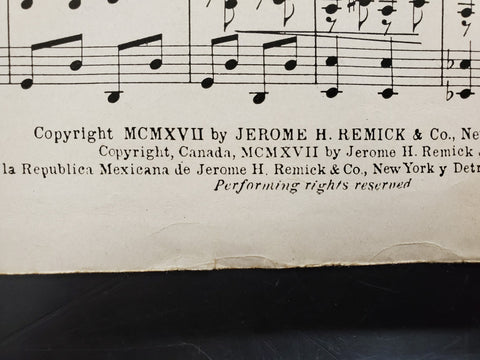 Copyright MCMXVII by JEROME H. REMICK & Co.,
Copyright, Canada, MCMXVII by Jerome H. Remick
la Republica Mexicana de Jerome H. Remick & Co., New York y
Performing rights reserved